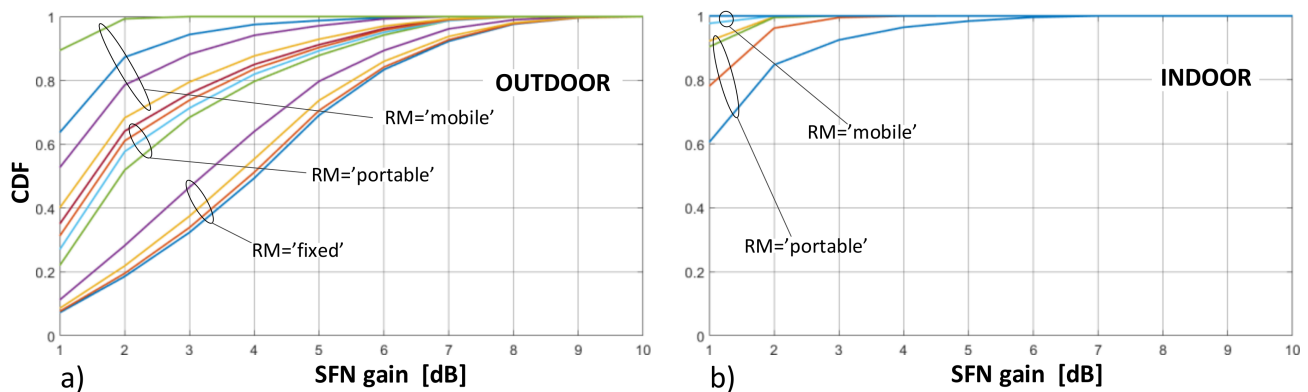 1
0.8
0.6
0.4
0.2
0
CDF
OUTDOOR
RM='mobile'
RM='portable'
RM='fixed'
1 2 3 4 5 6 7 8 9 10
a) SFN gain [dB]
1
0.8
0.6
0.4
0.2
0
INDOOR
RM='mobile'
RM='portable'
1 2 3 4 5 6 7 8 9 10
b) SFN gain [dB]